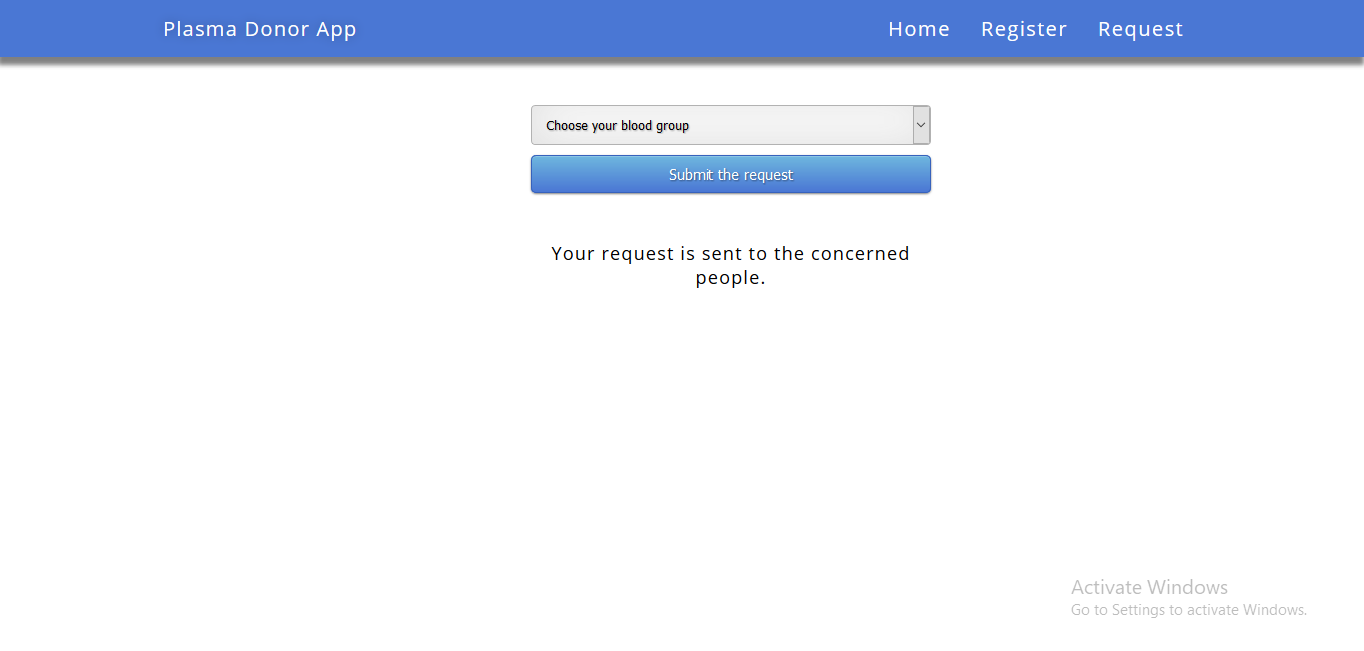 Plasma Donor App
Home
Register
Request
Choose your blood group
Submit the request
Your request is sent to the concerned
people.
Activate Windows
Go to Settings to activate Windows.